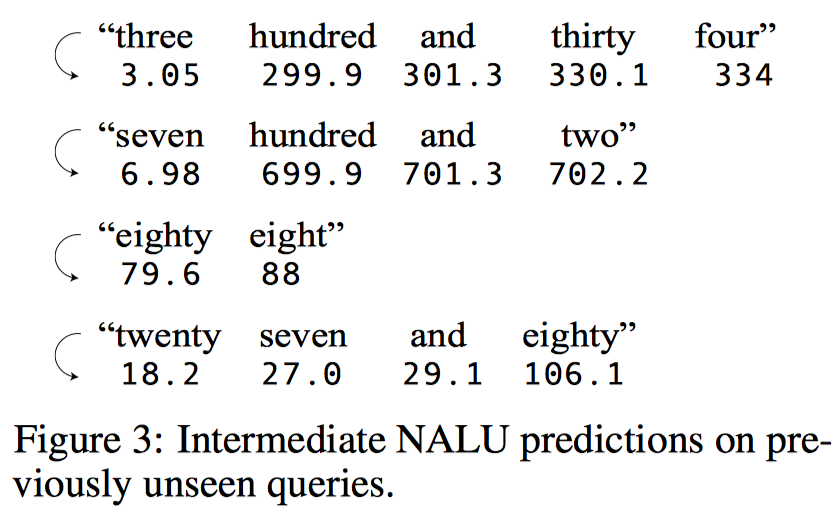 “three hundred and thirty four”
3.05 299.9 301.3 330.1 334
“seven hundred and two”
6.98 699.9 701.3 702.2
“eighty eight”
79.6 88
“twenty seven and eighty”
18.2 27.0 29.1 106.1
Figure 3: Intermediate NALU predictions on pre-
viously unseen queries.